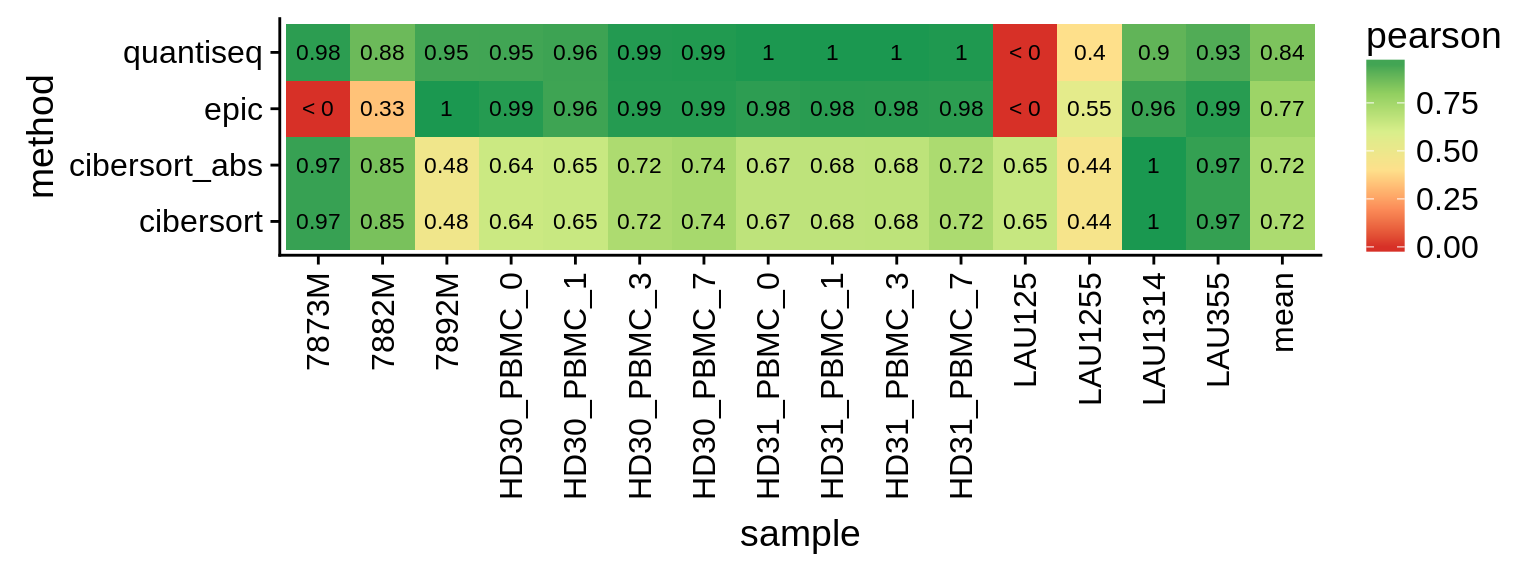 pearson
quantiseq 0.98 0.88 0.95 0.95 0.96 0.99 0.99 1 1 1 1 < 0 0.4 0.9 0.93 0.84
epic < 0 0.33 1 0.99 0.96 0.99 0.99 0.98 0.98 0.98 0.98 < 0 0.55 0.96 0.99 0.77
cibersort_abs 0.97 0.85 0.48 0.64 0.65 0.72 0.74 0.67 0.68 0.68 0.72 0.65 0.44 1 0.97 0.72
cibersort 0.97 0.85 0.48 0.64 0.65 0.72 0.74 0.67 0.68 0.68 0.72 0.65 0.44 1 0.97 0.72
method
0.75
0.50
0.25
0.00
7873M
7882M
7892M
HD30_PBMC_0
HD30_PBMC_1
HD30_PBMC_3
HD30_PBMC_7
HD31_PBMC_0
HD31_PBMC_1
HD31_PBMC_3
HD31_PBMC_7
LAU125
LAU1255
LAU1314
LAU355
mean
sample